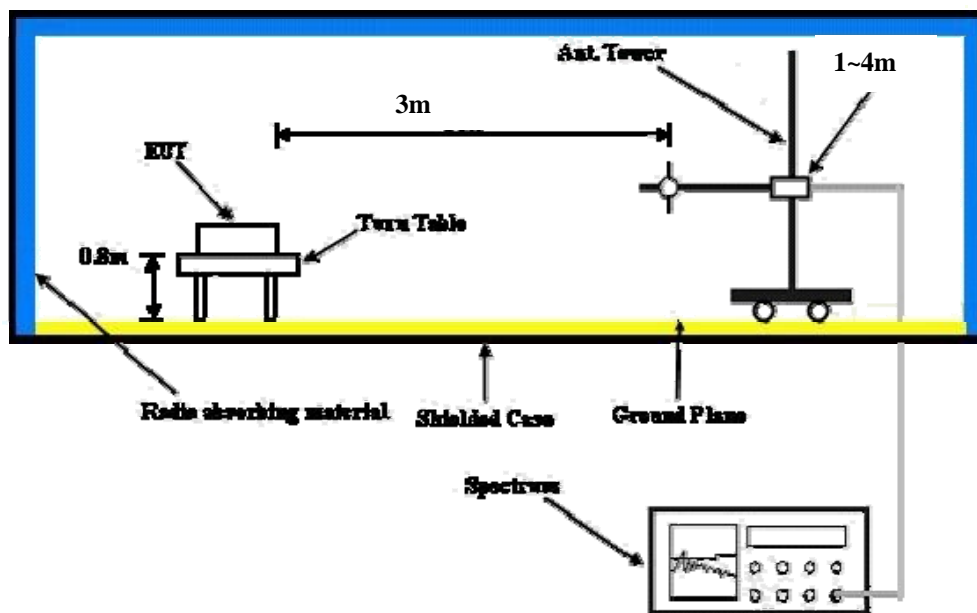 Ant. Tower
1~4m
3m
EUT
Turn Table
0.8m
Radio absorbing material
Shielded Case
Ground Plane
Spectrum